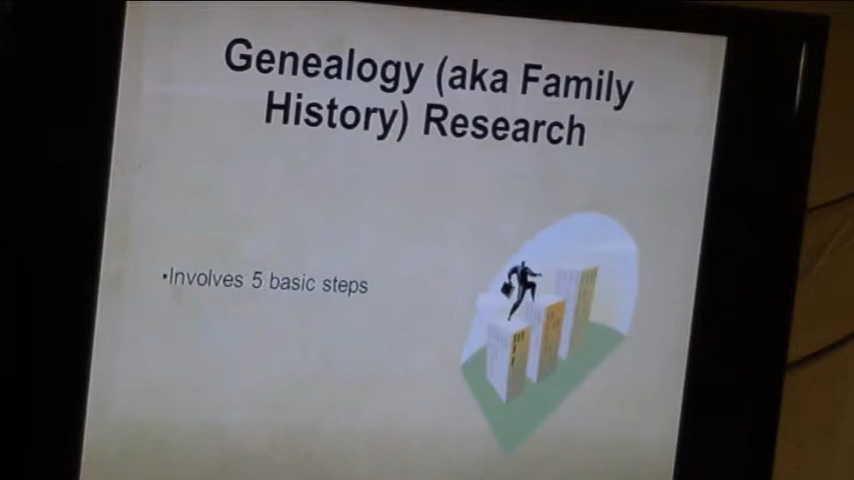 Genealogy (aka Family
History) Research
•Involves 5 basic steps